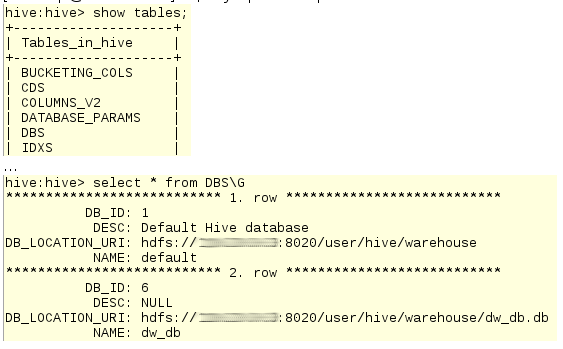 hive:hive> show tables;
+-------------------+
| Tables_in_hive    |
+-------------------+
| BUCKETING_COLS    |
| CDS               |
| COLUMNS_V2        |
| DATABASE_PARAMS   |
| DBS               |
| IDXS              |
...
hive:hive> select * from DBS\G
*************************** 1. row ***************************
DB_ID: 1
DESC: Default Hive database
DB_LOCATION_URI: hdfs:// :8020/user/hive/warehouse
NAME: default
*************************** 2. row ***************************
DB_ID: 6
DESC: NULL
DB_LOCATION_URI: hdfs:// :8020/user/hive/warehouse/dw_db.db
NAME: dw_db